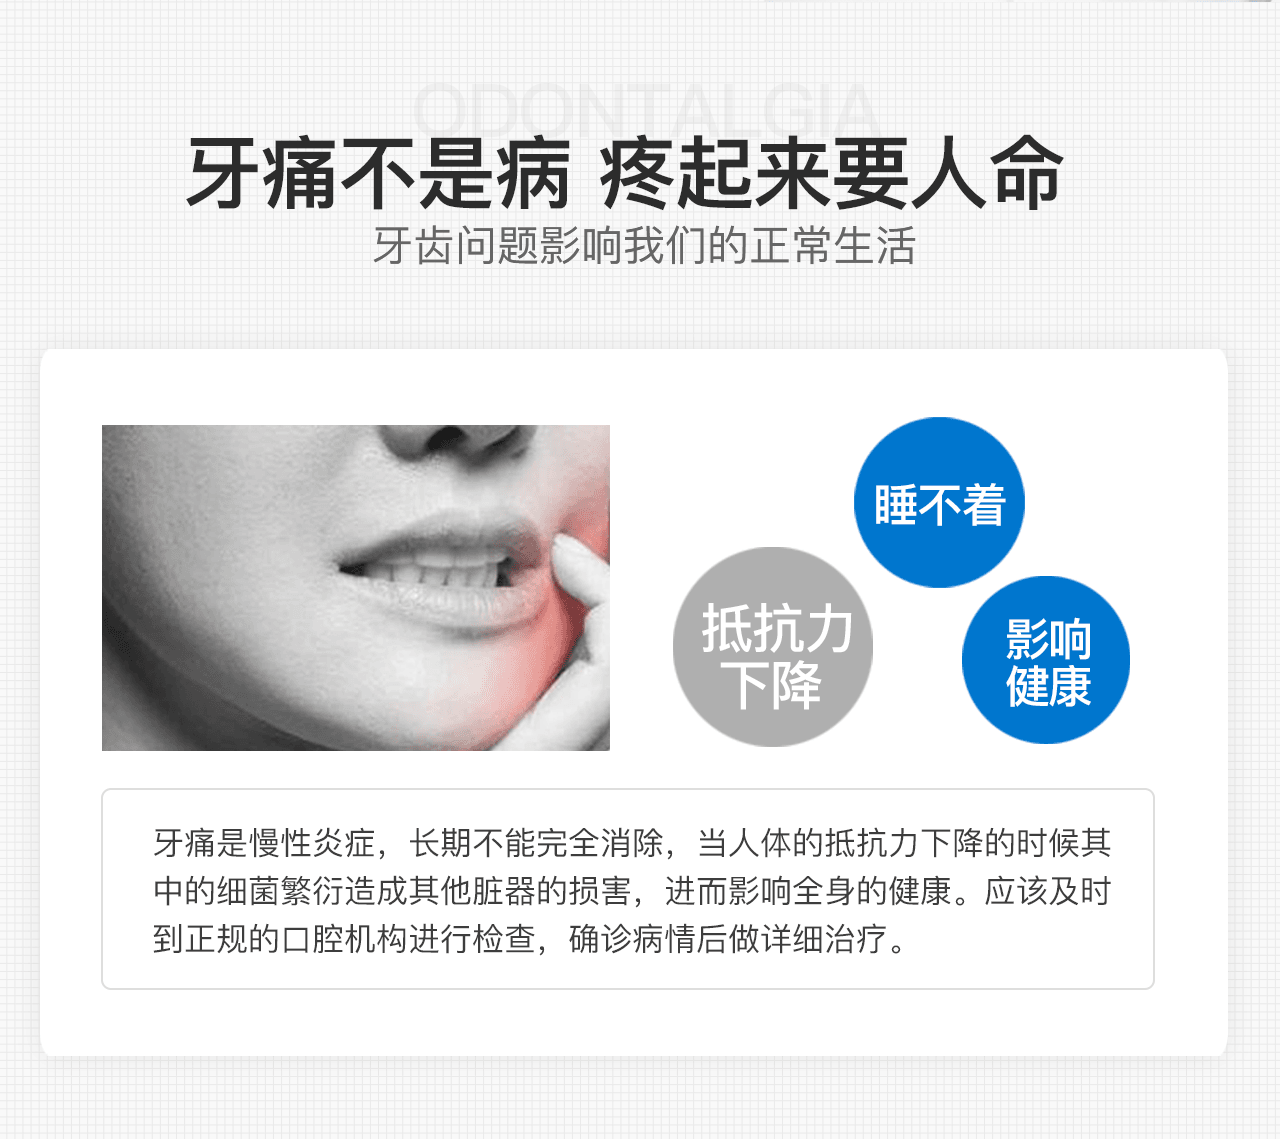 ODONTALGIA
牙痛不是病 疼起来要人命
牙齿问题影响我们的正常生活
睡不着
抵抗力
下降
影响
健康
牙痛是慢性炎症，长期不能完全消除，当人体的抵抗力下降的时候其
中的细菌繁衍造成其他脏器的损害，进而影响全身的健康。应该及时
到正规的口腔机构进行检查，确诊病情后做详细治疗。